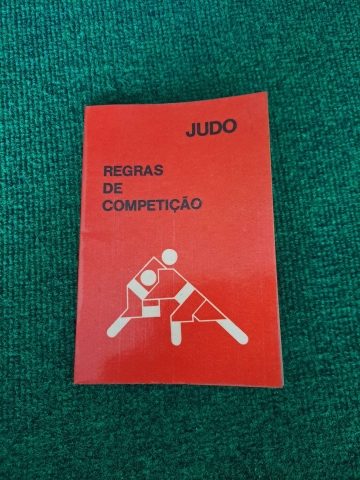 JUDO
REGRAS
DE
COMPETIÇÃO